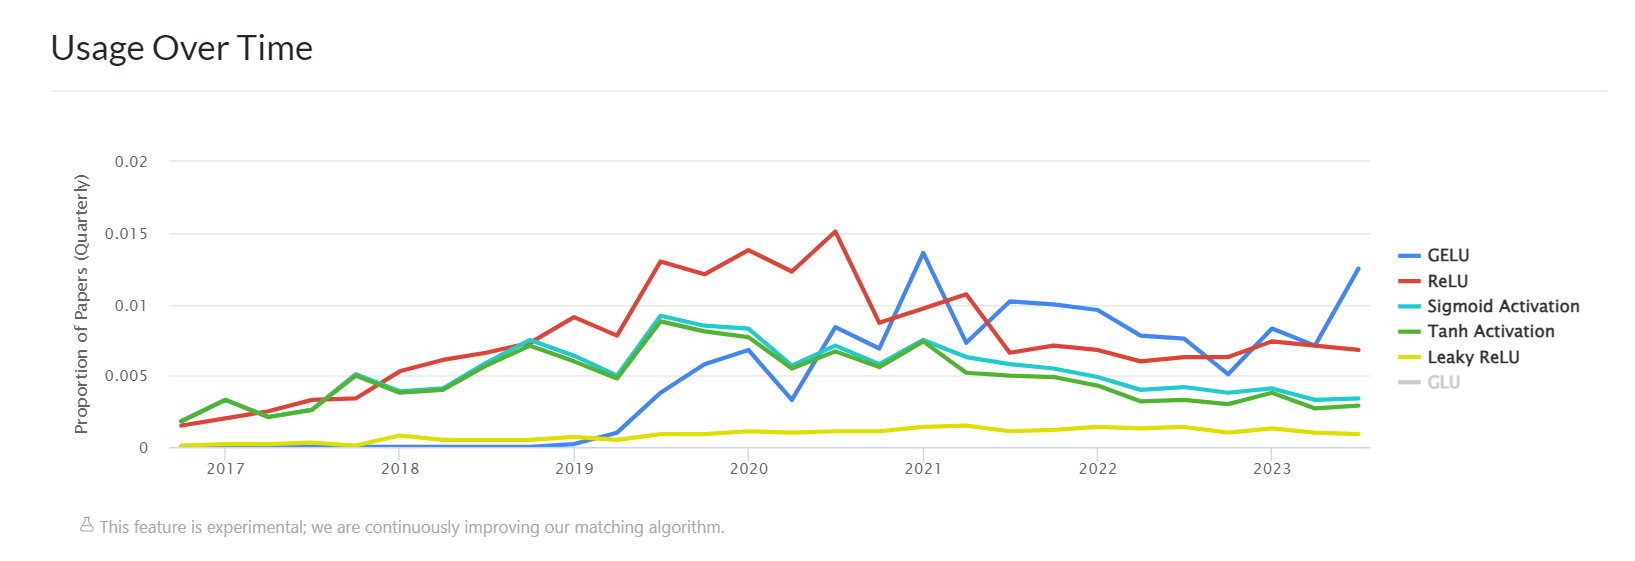 Usage Over Time
Proportion of Papers (Quarterly)
0.02
0.015
0.01
0.005
0
2017
2018
2019
2020
2021
2022
2023
GELU
ReLU
Sigmoid Activation
Tanh Activation
Leaky ReLU
GLU
This feature is experimental; we are continuously improving our matching algorithm.